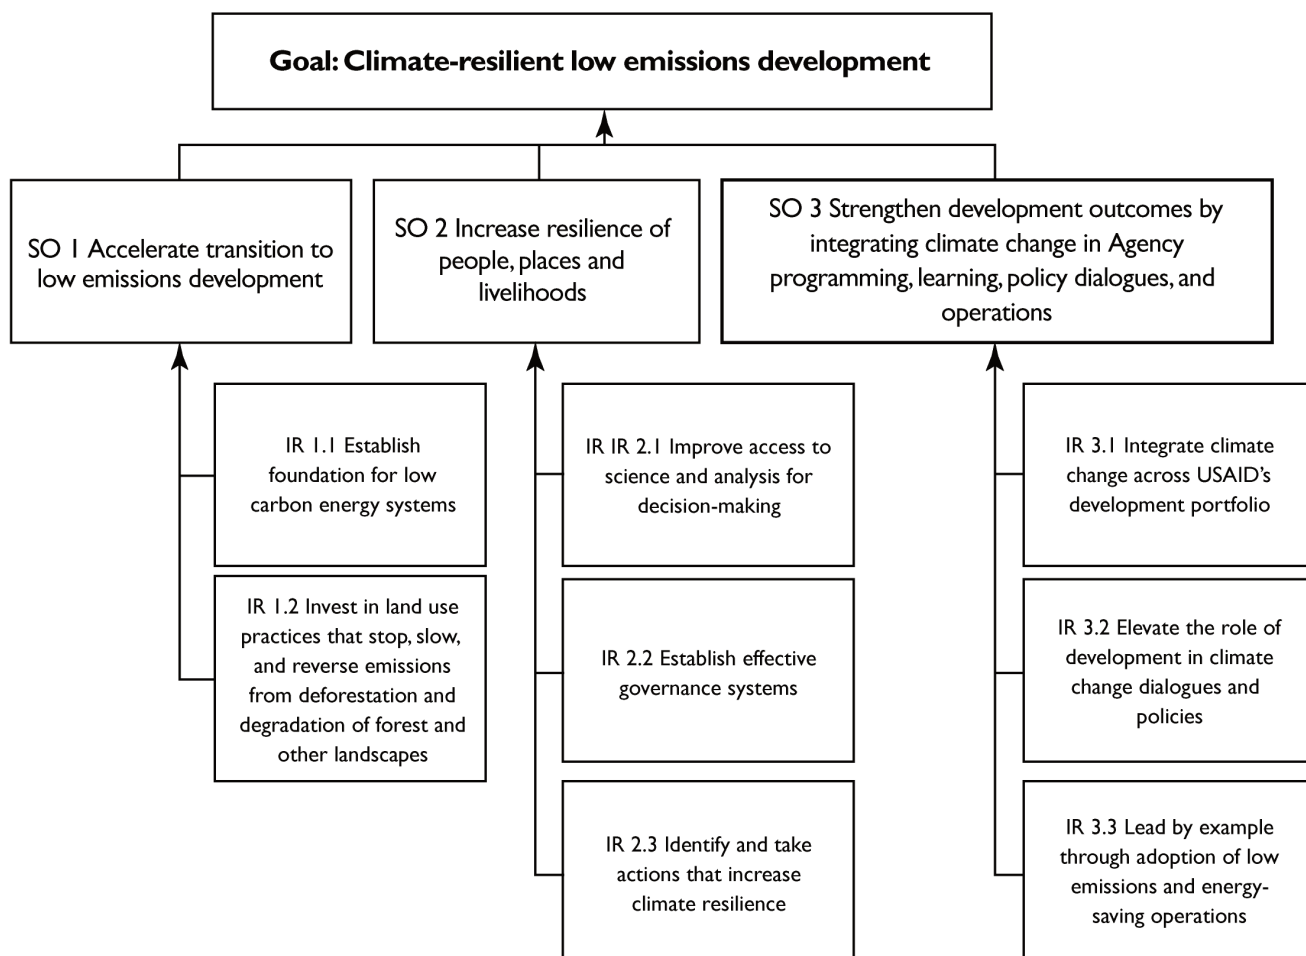 Goal: Climate-resilient low emissions development
SO 1 Accelerate transition to
low emissions development
SO 2 Increase resilience of
people, places and
livelihoods
SO 3 Strengthen development outcomes by
integrating climate change in Agency
programming, learning, policy dialogues, and
operations
IR 1.1 Establish
foundation for low
carbon energy systems
IR 1.2 Invest in land use
practices that stop, slow,
and reverse emissions
from deforestation and
degradation of forest and
other landscapes
IR IR 2.1 Improve access to
science and analysis for
decision-making
IR 2.2 Establish effective
governance systems
IR 2.3 Identify and take
actions that increase
climate resilience
IR 3.1 Integrate climate
change across USAID’s
development portfolio
IR 3.2 Elevate the role of
development in climate
change dialogues and
policies
IR 3.3 Lead by example
through adoption of low
emissions and energy-
saving operations